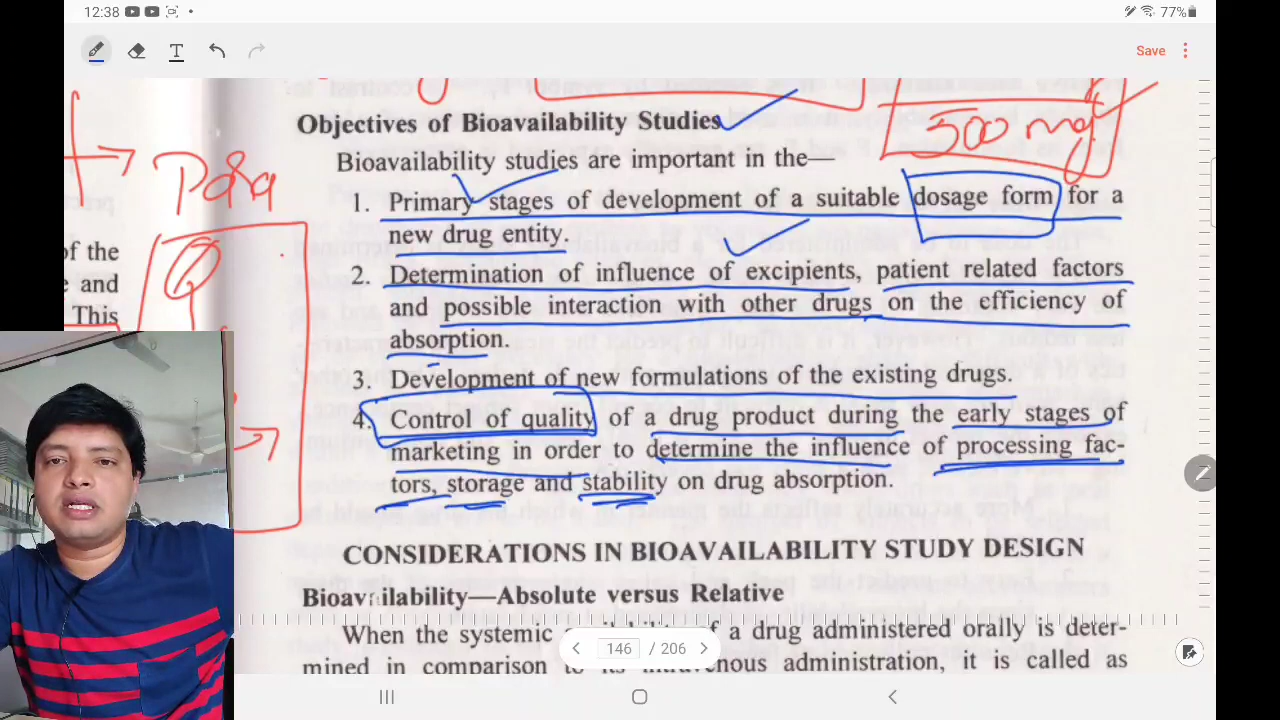 12:38
77%
T
Save
500 mg
Para
of the
e and
This
Objectives of Bioavailability Studies
Bioavailability studies are important in the—
1. Primary stages of development of a suitable dosage form for a
new drug entity.
2. Determination of influence of excipients, patient related factors
and possible interaction with other drugs on the efficiency of
absorption.
3. Development of new formulations of the existing drugs.
4. Control of quality of a drug product during the early stages of
marketing in order to determine the influence of processing fac-
tors, storage and stability on drug absorption.
CONSIDERATIONS IN BIOAVAILABILITY STUDY DESIGN
Bioavailability—Absolute versus Relative
When the systemic of a drug administered orally is deter-
mined in comparison to its intravenous administration, it is called as
146 / 206